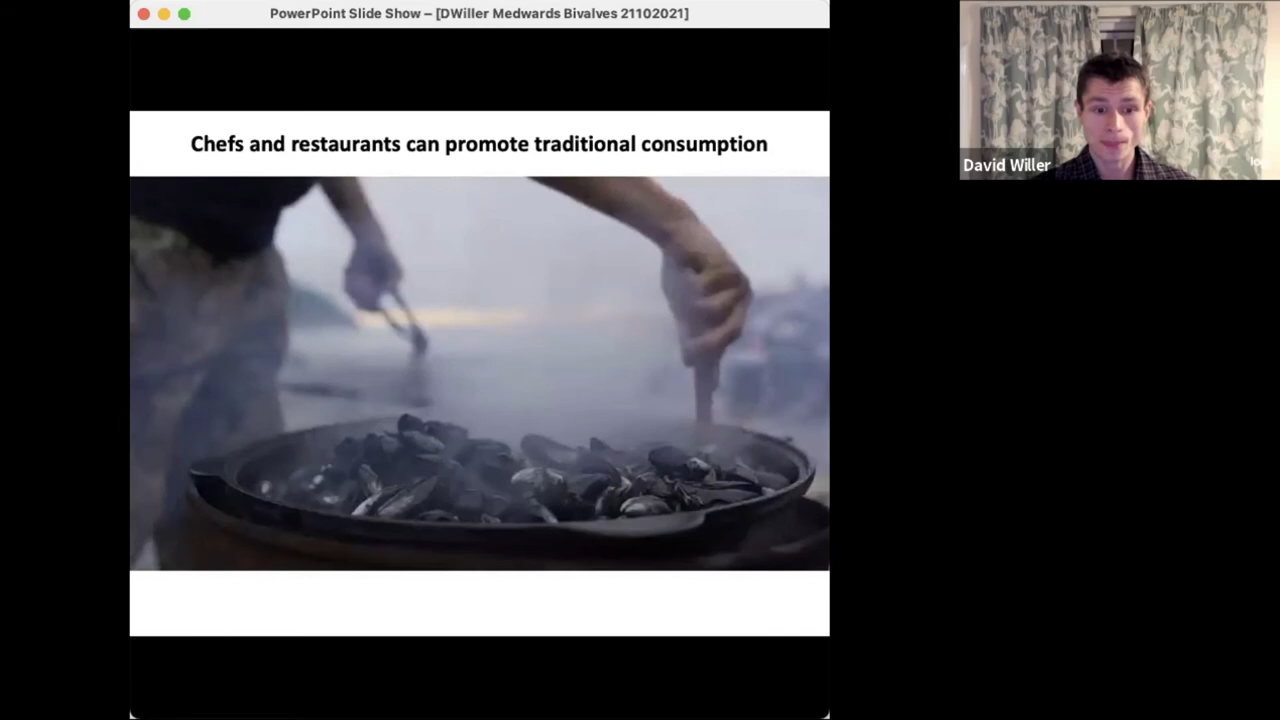 PowerPoint Slide Show – [DWiller Medwards Bivalves 21102021]
Chefs and restaurants can promote traditional consumption
David Willer